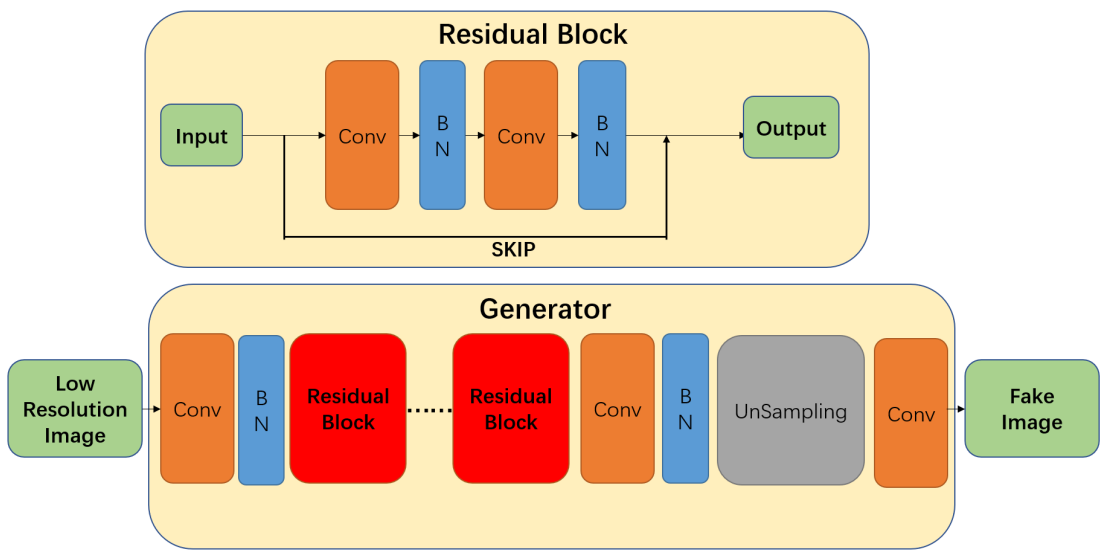 Residual Block
Input
Conv
B
N
Conv
B
N
Output
SKIP
Generator
Low
Resolution
Image
Conv
B
N
Residual
Block
......
Residual
Block
Conv
B
N
UnSampling
Conv
Fake
Image